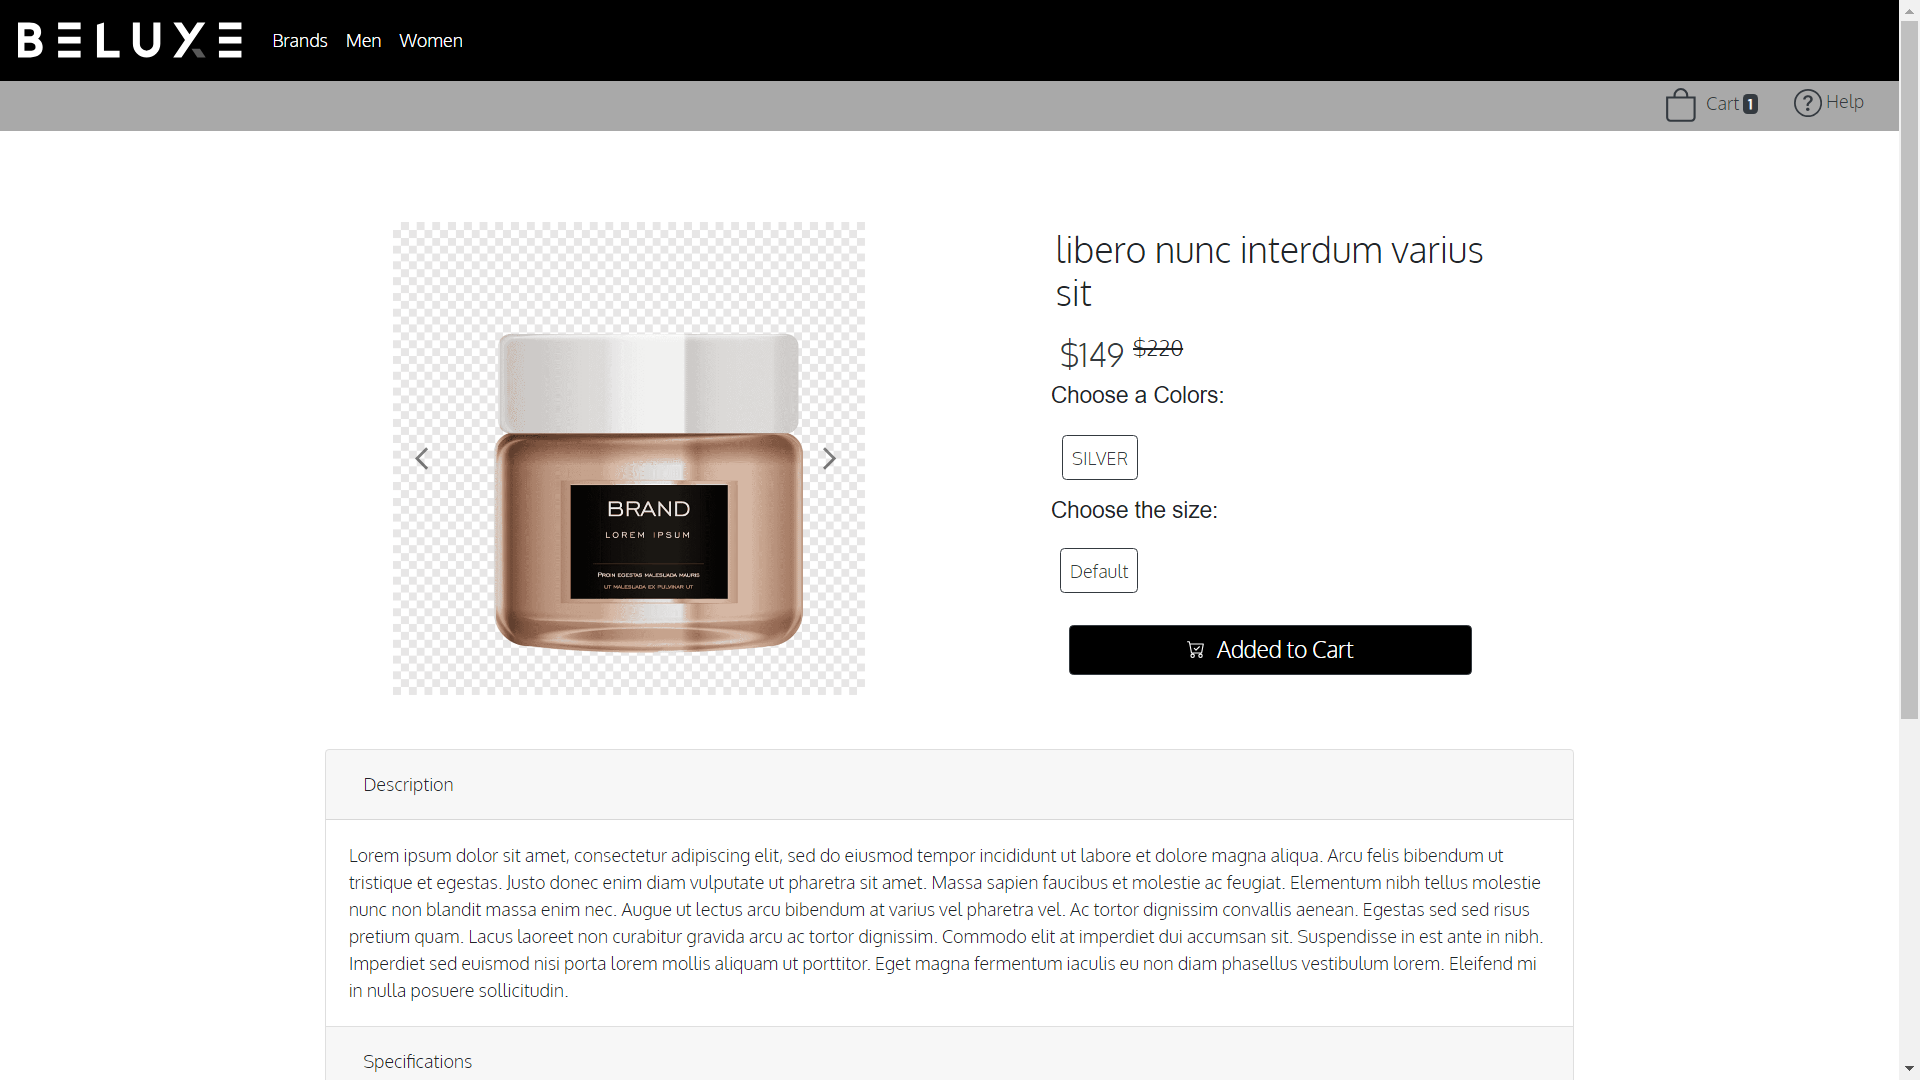 BELUXE
Brands Men Women
Cart 1
? Help
libero nunc interdum varius
sit
$149 $220
Choose a Colors:
SILVER
Choose the size:
Default
Added to Cart
BRAND
LOREM IPSUM
PROIN EGESTAS MALESUADA MAURIS
UT MALESUADA EX PULVINAR UT
Description
Lorem ipsum dolor sit amet, consectetur adipiscing elit, sed do eiusmod tempor incididunt ut labore et dolore magna aliqua. Arcu felis bibendum ut
tristique et egestas. Justo donec enim diam vulputate ut pharetra sit amet. Massa sapien faucibus et molestie ac feugiat. Elementum nibh tellus molestie
nunc non blandit massa enim nec. Augue ut lectus arcu bibendum at varius vel pharetra vel. Ac tortor dignissim convallis aenean. Egestas sed sed risus
pretium quam. Lacus laoreet non curabitur gravida arcu ac tortor dignissim. Commodo elit at imperdiet dui accumsan sit. Suspendisse in est ante in nibh.
Imperdiet sed euismod nisi porta lorem mollis aliquam ut porttitor. Eget magna fermentum iaculis eu non diam phasellus vestibulum lorem. Eleifend mi
in nulla posuere sollicitudin.
Specifications